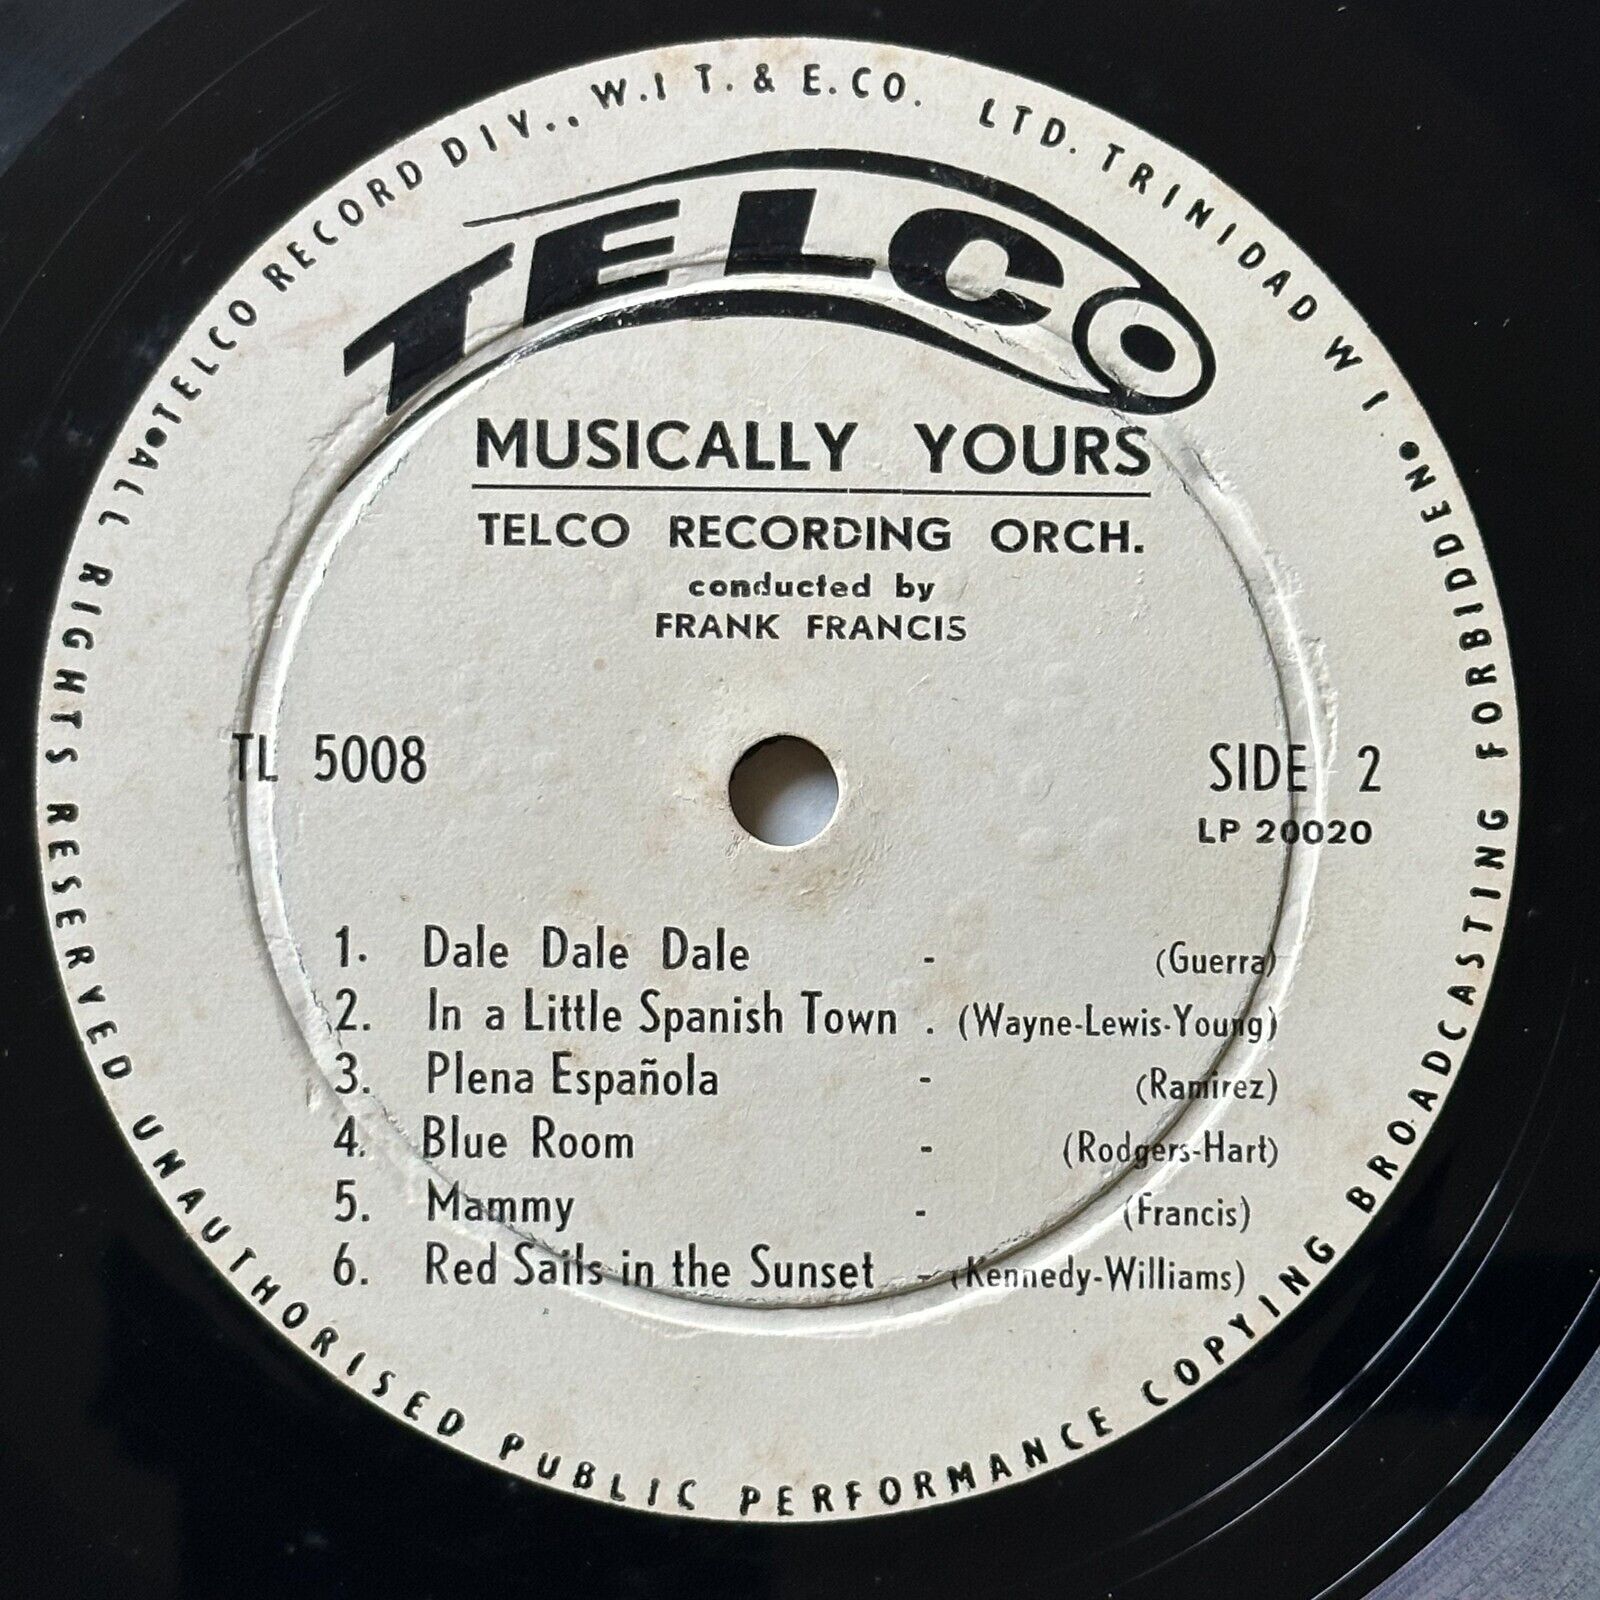 TELCO RECORD DIV.., W.I T. & E. CO. LTD. TRINIDAD W I.
TELCO
MUSICALLY YOURS
TELCO RECORDING ORCH.
conducted by
FRANK FRANCIS
TL 5008
SIDE 2
LP 20020
1. Dale Dale Dale - (Guerra)
2. In a Little Spanish Town . (Wayne-Lewis-Young)
3. Plena Española - (Ramirez)
4. Blue Room - (Rodgers-Hart)
5. Mammy - (Francis)
6. Red Sails in the Sunset - (Kennedy-Williams)
ALL RIGHTS RESERVED UNAUTHORISED PUBLIC PERFORMANCE COPYING BROADCASTING FORBIDDEN